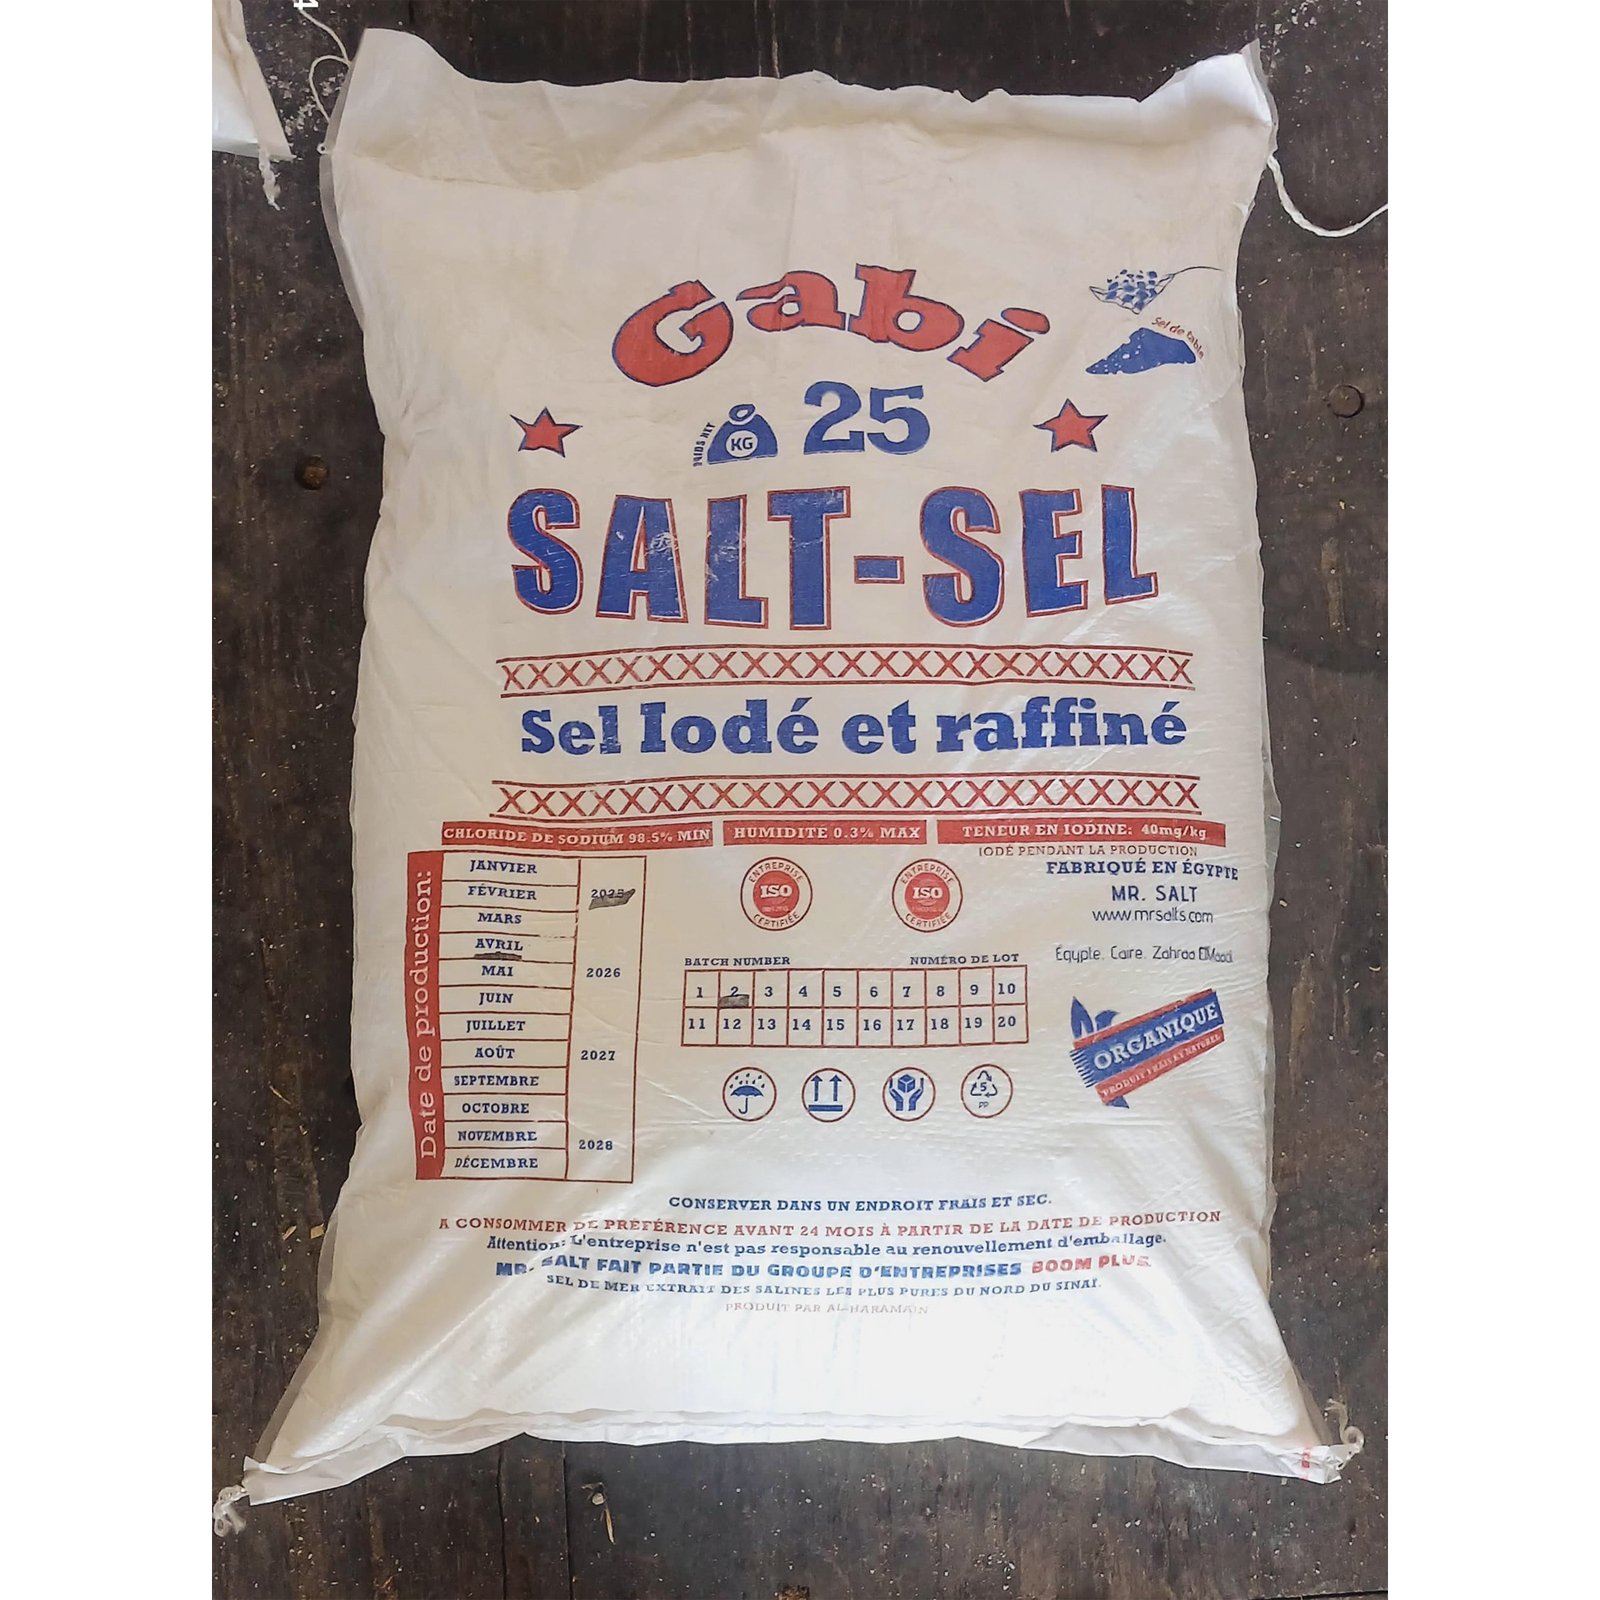 Gabi
Sel de table
POIDS NET
KG
25
SALT-SEL
Sel Iodé et raffiné
CHLORIDE DE SODIUM 98.5% MIN
HUMIDITÉ 0.3% MAX
TENEUR EN IODINE: 40mg/kg
IODÉ PENDANT LA PRODUCTION
FABRIQUÉ EN ÉGYPTE
MR. SALT
www.mrsalts.com
Égypte. Caire. Zahraa ElMaadi
Date de production:
JANVIER
FÉVRIER
MARS
AVRIL
MAI
JUIN
JUILLET
AOÛT
SEPTEMBRE
OCTOBRE
NOVEMBRE
DÉCEMBRE
2025
2026
2027
2028
ENTREPRISE
ISO
CERTIFIÉE
ENTREPRISE
ISO
CERTIFIÉE
BATCH NUMBER
NUMÉRO DE LOT
1 2 3 4 5 6 7 8 9 10
11 12 13 14 15 16 17 18 19 20
5
PP
ORGANIQUE
PRODUIT FRAIS ET NATUREL
CONSERVER DANS UN ENDROIT FRAIS ET SEC.
A CONSOMMER DE PRÉFÉRENCE AVANT 24 MOIS À PARTIR DE LA DATE DE PRODUCTION
Attention: L'entreprise n'est pas responsable au renouvellement d'emballage.
MR. SALT FAIT PARTIE DU GROUPE D'ENTREPRISES BOOM PLUS.
SEL DE MER EXTRAIT DES SALINES LES PLUS PURES DU NORD DU SINAÏ.
PRODUIT PAR AL-HARAMAIN